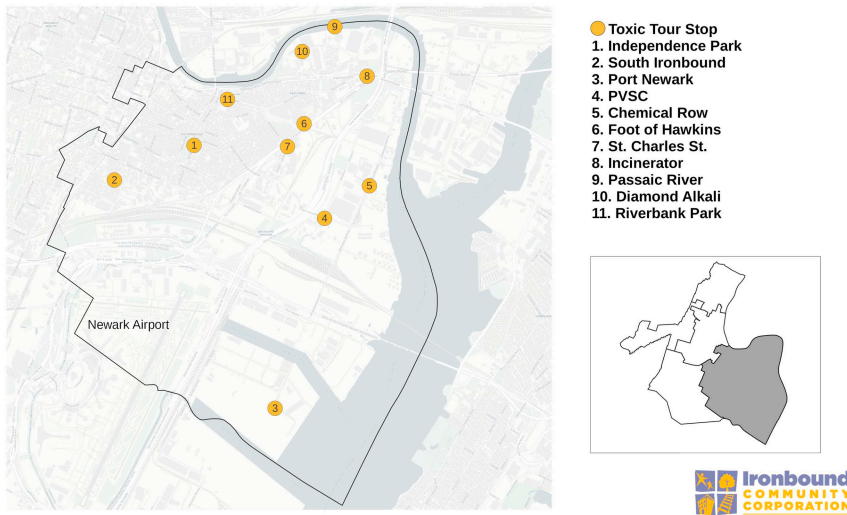 Toxic Tour Stop
1. Independence Park
2. South Ironbound
3. Port Newark
4. PVSC
5. Chemical Row
6. Foot of Hawkins
7. St. Charles St.
8. Incinerator
9. Passaic River
10. Diamond Alkali
11. Riverbank Park
9
10
8
11
6
1
7
2
5
4
Newark Airport
3
Ironbound
COMMUNITY
CORPORATION